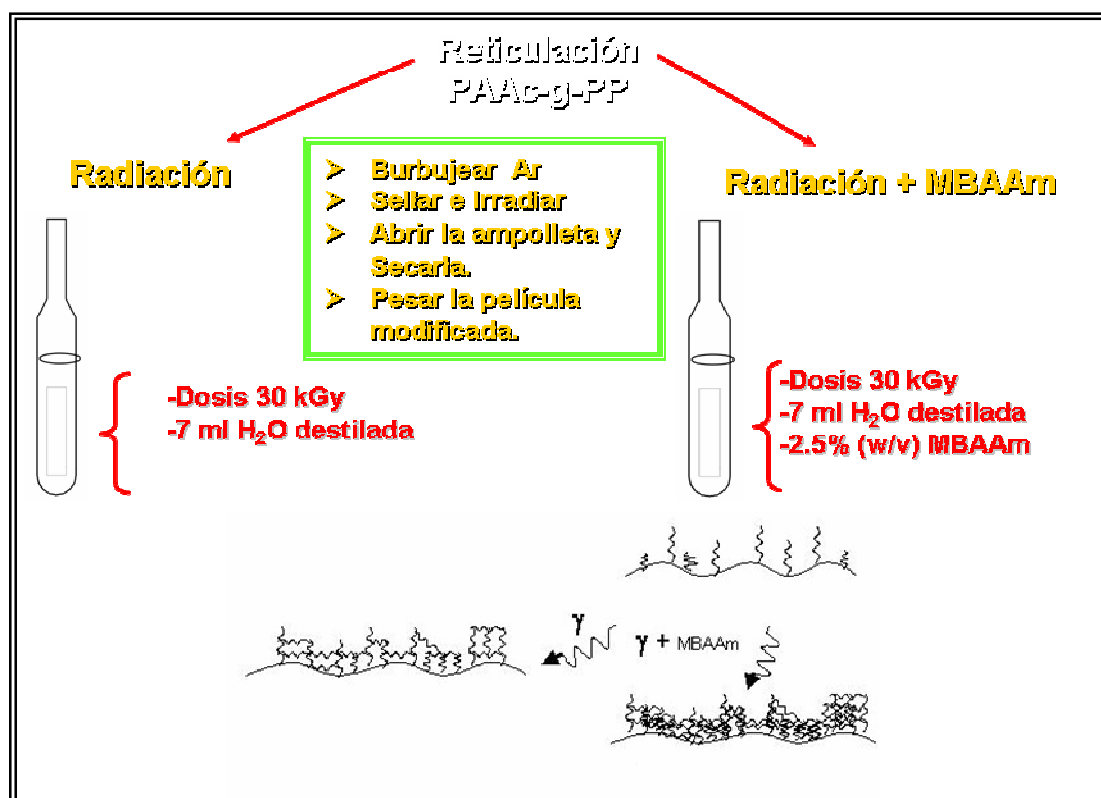 Reticulación
PAAc-g-PP
Radiación
➢ Burbujear Ar
➢ Sellar e Irradiar
➢ Abrir la ampolleta y
Secarla.
➢ Pesar la película
modificada.
Radiación + MBAAm
-Dosis 30 kGy
-7 ml H₂O destilada
-Dosis 30 kGy
-7 ml H₂O destilada
-2.5% (w/v) MBAAm
γ
γ + MBAAm